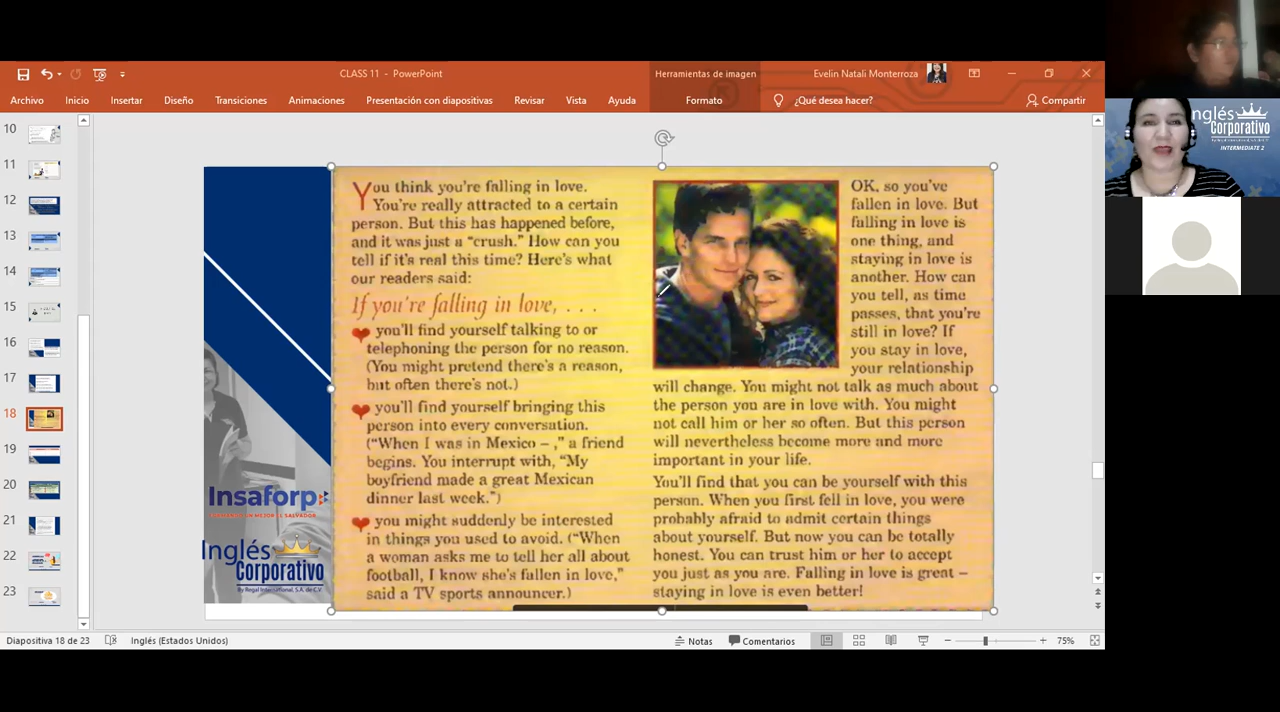 CLASS 11 - PowerPoint
Herramientas de imagen
Evelin Natali Monterroza
Archivo
Inicio
Insertar
Diseño
Transiciones
Animaciones
Presentación con diapositivas
Revisar
Vista
Ayuda
Formato
¿Qué desea hacer?
Compartir
Inglés
Corporativo
INTERMEDIATE 2
10
11
12
13
14
15
16
17
18
19
20
21
22
23
Insaforp
Inglés
Corporativo
By Regal International, S.A. de C.V.
You think you're falling in love.
You're really attracted to a certain
person. But this has happened before,
and it was just a “crush.” How can you
tell if it's real this time? Here's what
our readers said:
If you're falling in love, . . .
you'll find yourself talking to or
telephoning the person for no reason.
(You might pretend there's a reason,
but often there's not.)
you'll find yourself bringing this
person into every conversation.
(“When I was in Mexico – ,” a friend
begins. You interrupt with, “My
boyfriend made a great Mexican
dinner last week.”)
you might suddenly be interested
in things you used to avoid. (“When
a woman asks me to tell her all about
football, I know she's fallen in love,”
said a TV sports announcer.)
OK, so you've
fallen in love. But
falling in love is
one thing, and
staying in love is
another. How can
you tell, as time
passes, that you're
still in love? If
you stay in love,
your relationship
will change. You might not talk as much about
the person you are in love with. You might
not call him or her so often. But this person
will nevertheless become more and more
important in your life.
You'll find that you can be yourself with this
person. When you first fell in love, you were
probably afraid to admit certain things
about yourself. But now you can be totally
honest. You can trust him or her to accept
you just as you are. Falling in love is great –
staying in love is even better!
Diapositiva 18 de 23
Inglés (Estados Unidos)
Notas
Comentarios
75%